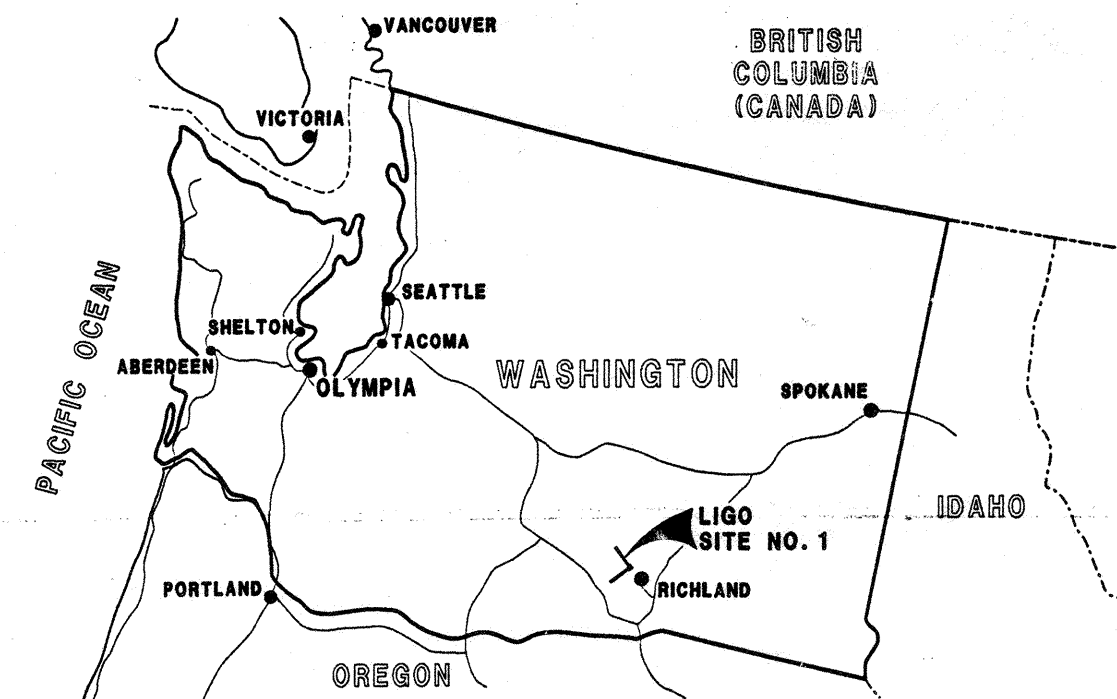 VANCOUVER
BRITISH
COLUMBIA
(CANADA)
VICTORIA
PACIFIC OCEAN
SEATTLE
SHELTON
TACOMA
ABERDEEN
OLYMPIA
WASHINGTON
SPOKANE
IDAHO
LIGO
SITE NO. 1
PORTLAND
RICHLAND
OREGON